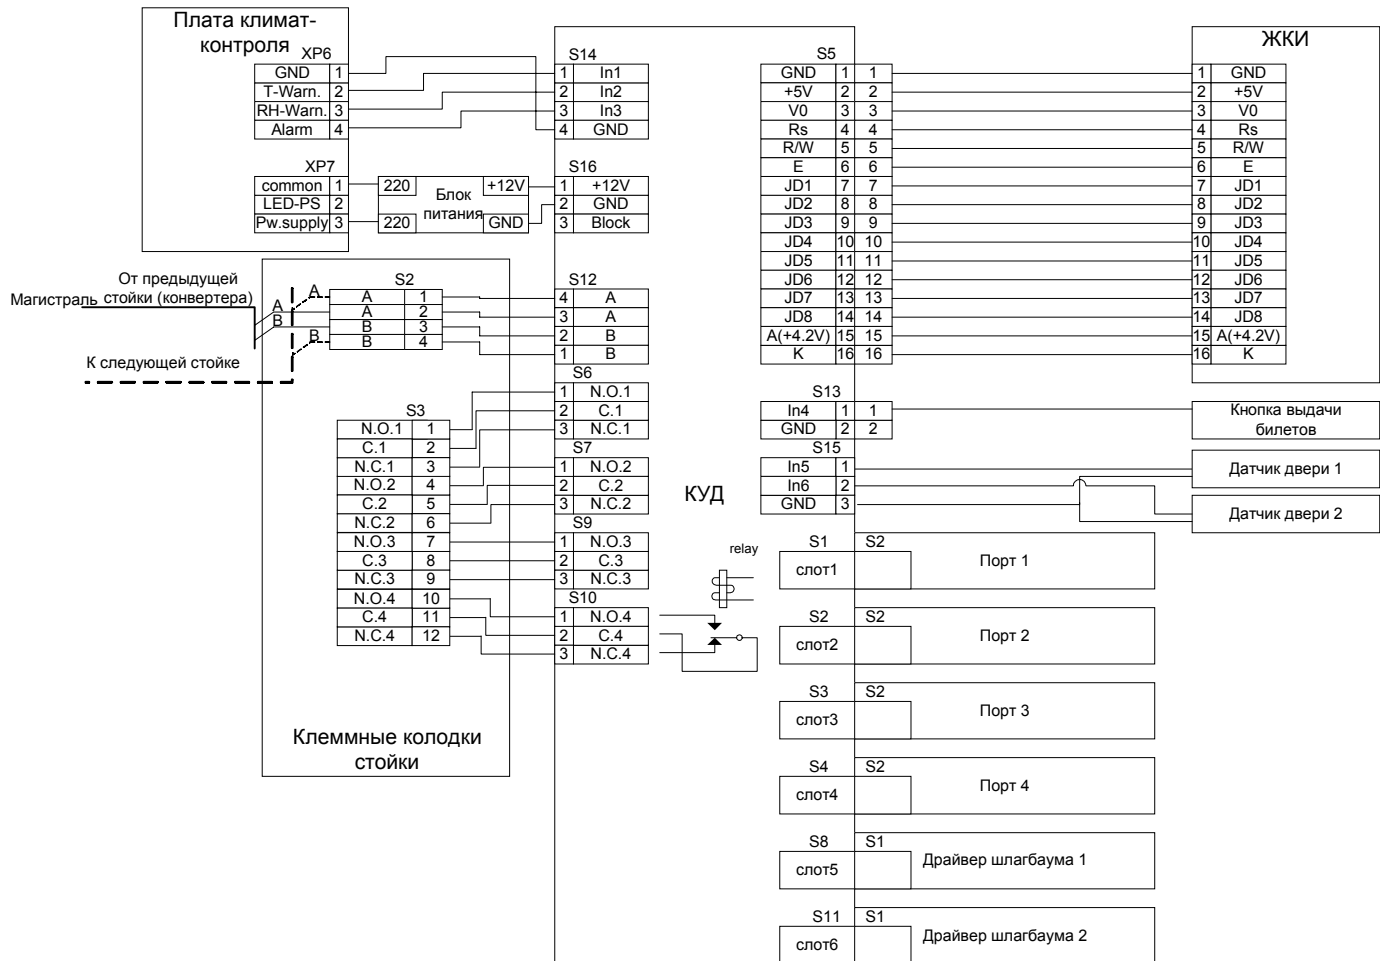 Плата климат-
контроля
XP6
GND 1
T-Warn. 2
RH-Warn. 3
Alarm 4
XP7
common 1
LED-PS 2
Pw.supply 3
220 +12V
Блок
питания
220 GND
S14
1 In1
2 In2
3 In3
4 GND
S16
1 +12V
2 GND
3 Block
От предыдущей
Магистраль стойки (конвертера)
К следующей стойке
A
A
B
B
S2
A 1
A 2
B 3
B 4
S12
4 A
3 A
2 B
1 B
S3
N.O.1 1
C.1 2
N.C.1 3
N.O.2 4
C.2 5
N.C.2 6
N.O.3 7
C.3 8
N.C.3 9
N.O.4 10
C.4 11
N.C.4 12
Клеммные колодки
стойки
S6
1 N.O.1
2 C.1
3 N.C.1
S7
1 N.O.2
2 C.2
3 N.C.2
S9
1 N.O.3
2 C.3
3 N.C.3
S10
1 N.O.4
2 C.4
3 N.C.4
КУД
relay
S5
GND 1 1
+5V 2 2
V0 3 3
Rs 4 4
R/W 5 5
E 6 6
JD1 7 7
JD2 8 8
JD3 9 9
JD4 10 10
JD5 11 11
JD6 12 12
JD7 13 13
JD8 14 14
A(+4.2V) 15 15
K 16 16
ЖКИ
1 GND
2 +5V
3 V0
4 Rs
5 R/W
6 E
7 JD1
8 JD2
9 JD3
10 JD4
11 JD5
12 JD6
13 JD7
14 JD8
15 A(+4.2V)
16 K
S13
In4 1 1
GND 2 2
Кнопка выдачи
билетов
S15
In5 1
In6 2
GND 3
Датчик двери 1
Датчик двери 2
S1 S2
слот1
Порт 1
S2 S2
слот2
Порт 2
S3 S2
слот3
Порт 3
S4 S2
слот4
Порт 4
S8 S1
слот5
Драйвер шлагбаума 1
S11 S1
слот6
Драйвер шлагбаума 2